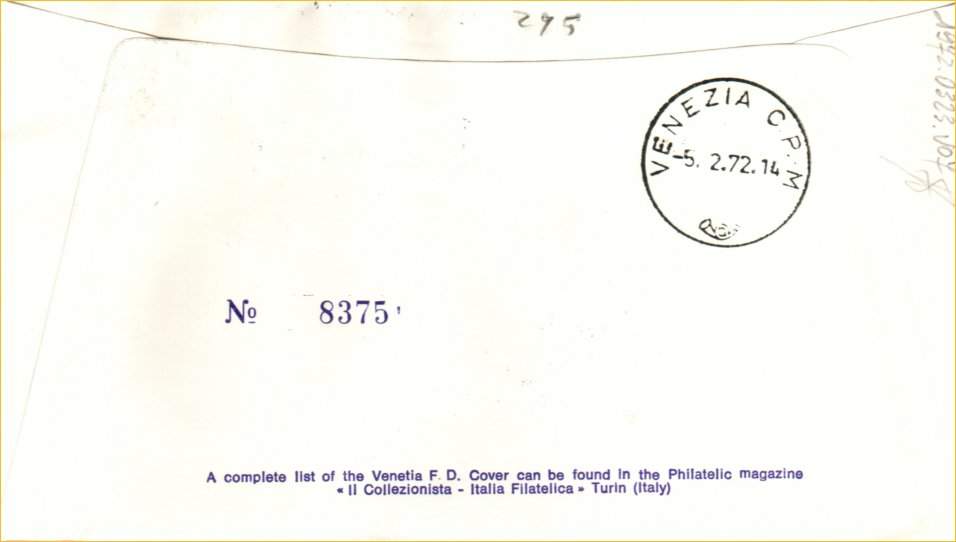 295
VENEZIA C.P.M
-5. 2.72.14
Nº 8375
A complete list of the Venetia F. D. Cover can be found in the Philatelic magazine
« Il Collezionista - Italia Filatelica » Turin (Italy)